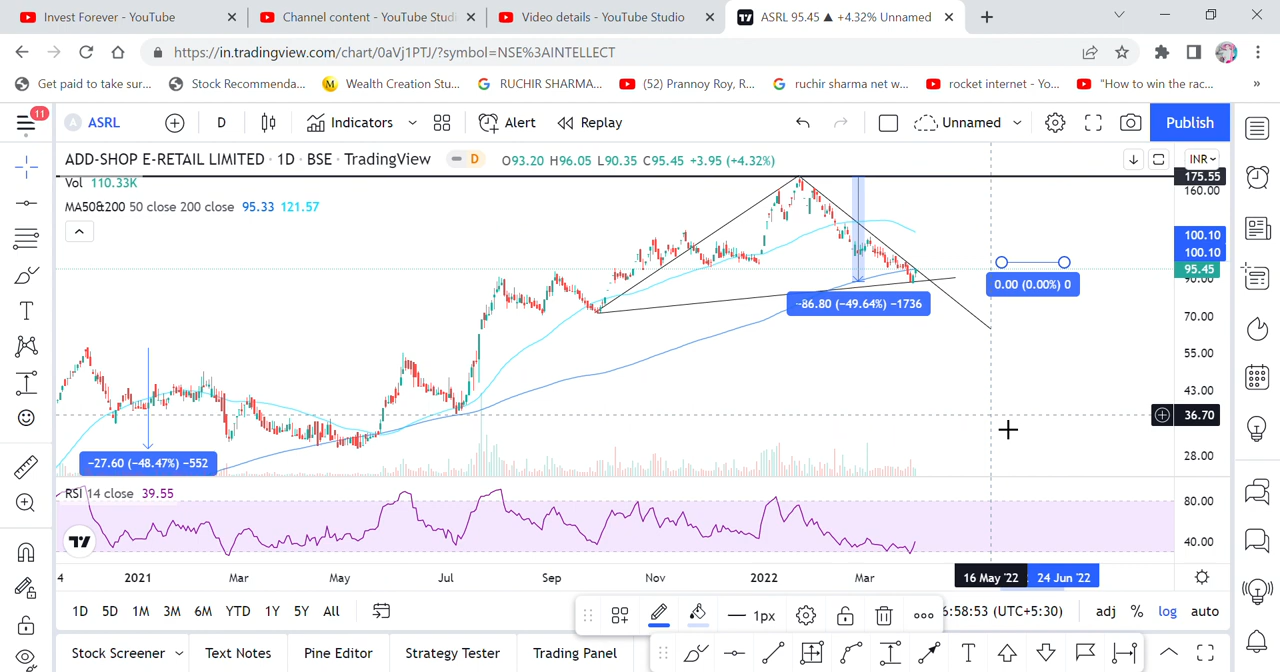 Invest Forever - YouTube
Channel content - YouTube Studi
Video details - YouTube Studio
ASRL 95.45 ▲ +4.32% Unnamed
https://in.tradingview.com/chart/0aVj1PTJ/?symbol=NSE%3AINTELLECT
Get paid to take sur...
Stock Recommenda...
Wealth Creation Stu...
RUCHIR SHARMA...
(52) Prannoy Roy, R...
ruchir sharma net w...
rocket internet - Yo...
"How to win the rac...
»
11
ASRL
D
Indicators
Alert
Replay
Unnamed
Publish
ADD-SHOP E-RETAIL LIMITED · 1D · BSE · TradingView
D
O93.20 H96.05 L90.35 C95.45 +3.95 (+4.32%)
INR
Vol 110.33K
MA50&200 50 close 200 close 95.33 121.57
175.55
160.00
100.10
100.10
95.45
90.00
70.00
55.00
43.00
36.70
28.00
0.00 (0.00%) 0
−86.80 (−49.64%) −1736
−27.60 (−48.47%) −552
RSI 14 close 39.55
80.00
40.00
4
2021
Mar
May
Jul
Sep
Nov
2022
Mar
16 May '22
24 Jun '22
1D
5D
1M
3M
6M
YTD
1Y
5Y
All
1px
6:58:53 (UTC+5:30)
adj
%
log
auto
Stock Screener
Text Notes
Pine Editor
Strategy Tester
Trading Panel